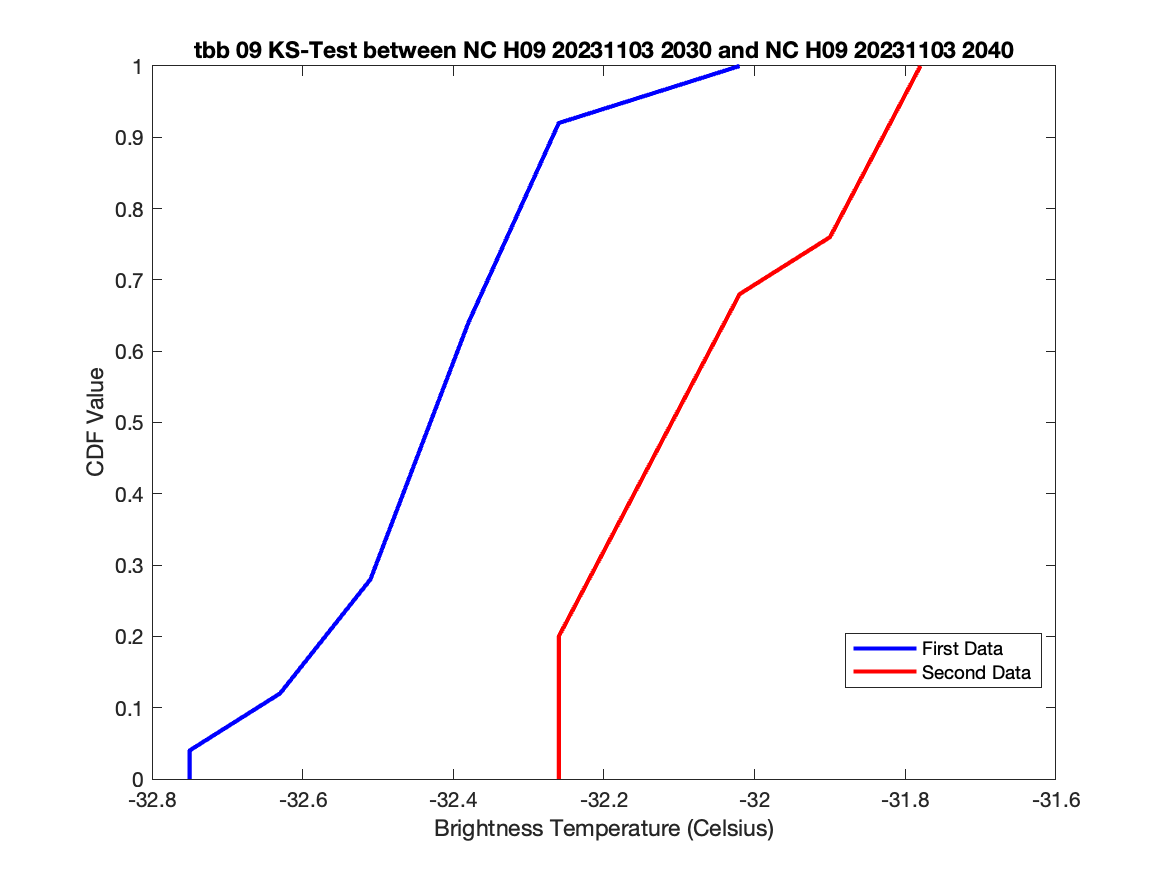 tbb 09 KS-Test between NC H09 20231103 2030 and NC H09 20231103 2040
1
0.9
0.8
0.7
0.6
0.5
0.4
0.3
0.2
0.1
0
CDF Value
First Data
Second Data
-32.8 -32.6 -32.4 -32.2 -32 -31.8 -31.6
Brightness Temperature (Celsius)